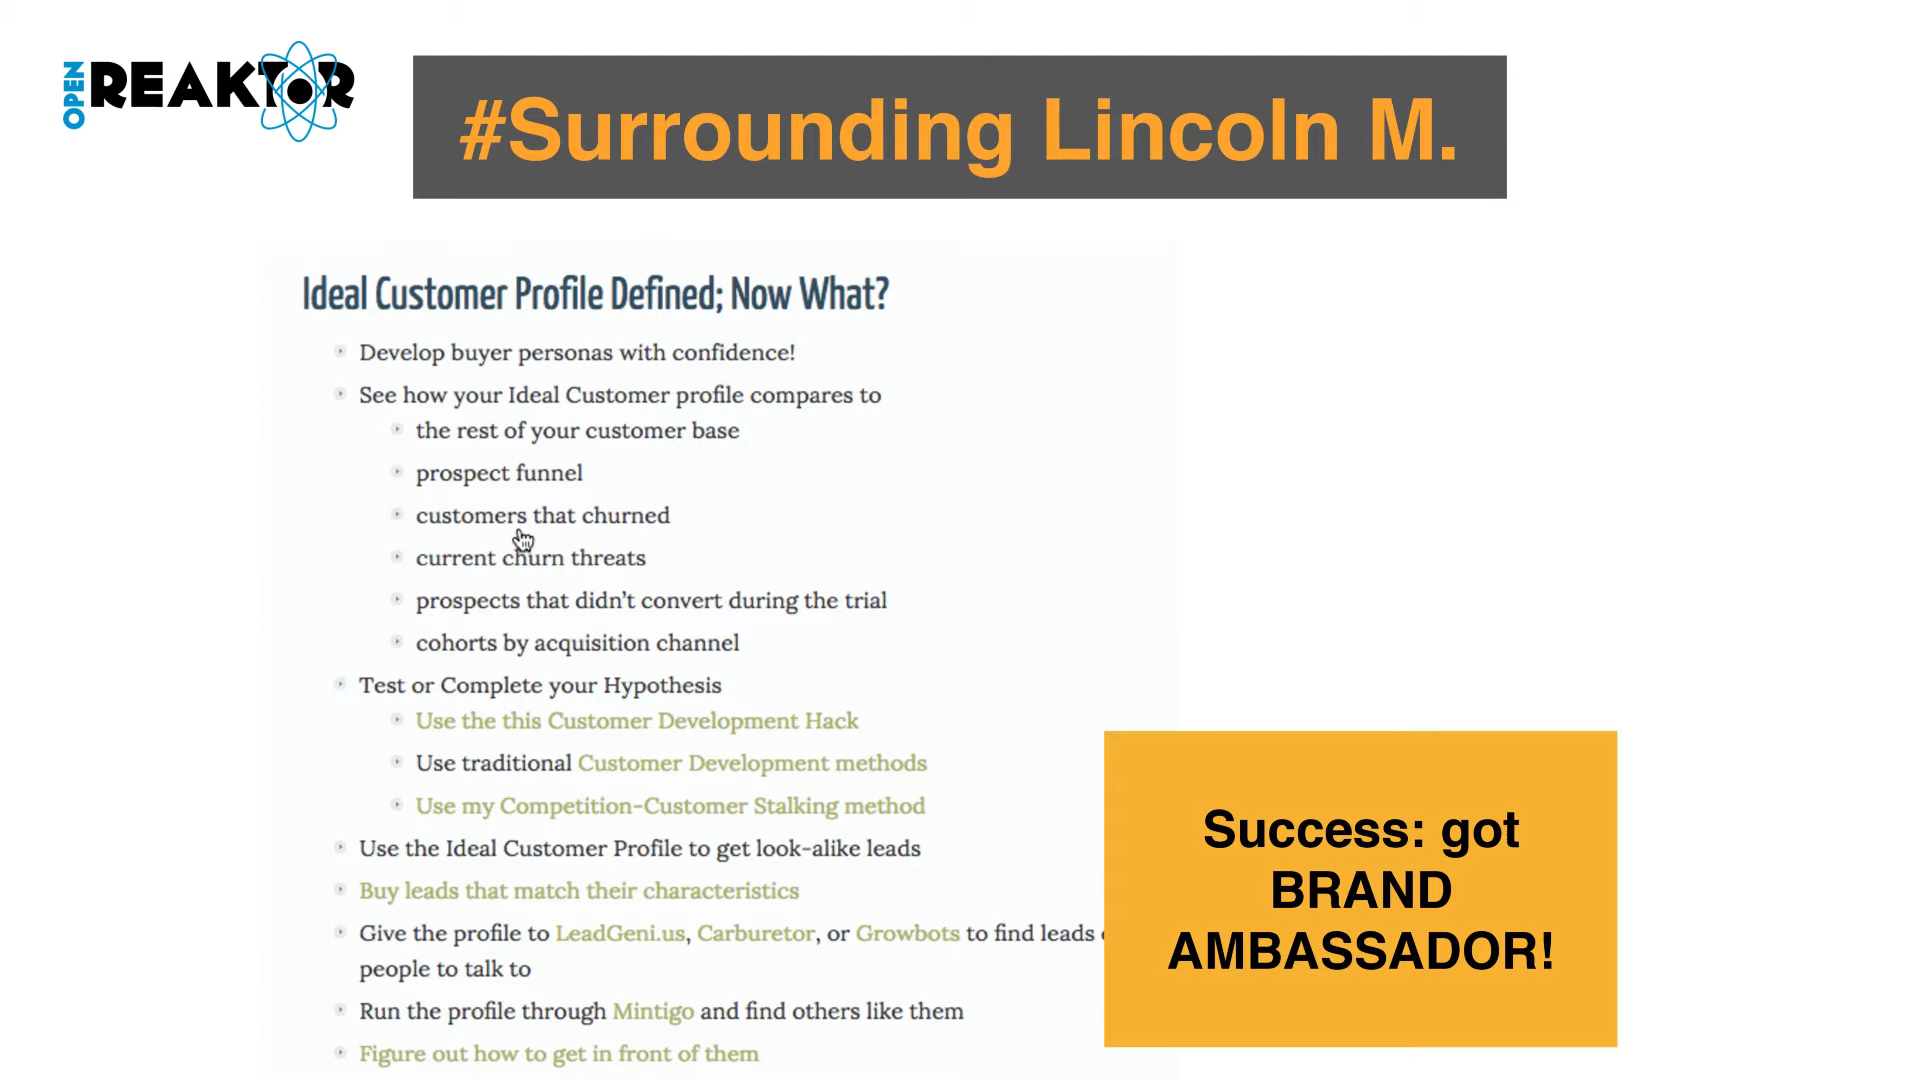 OPEN REAKTOR
#Surrounding Lincoln M.
Ideal Customer Profile Defined; Now What?
Develop buyer personas with confidence!
See how your Ideal Customer profile compares to
the rest of your customer base
prospect funnel
customers that churned
current churn threats
prospects that didn't convert during the trial
cohorts by acquisition channel
Test or Complete your Hypothesis
Use the this Customer Development Hack
Use traditional Customer Development methods
Use my Competition-Customer Stalking method
Use the Ideal Customer Profile to get look-alike leads
Buy leads that match their characteristics
Give the profile to LeadGeni.us, Carburetor, or Growbots to find leads
people to talk to
Run the profile through Mintigo and find others like them
Figure out how to get in front of them
Success: got
BRAND
AMBASSADOR!